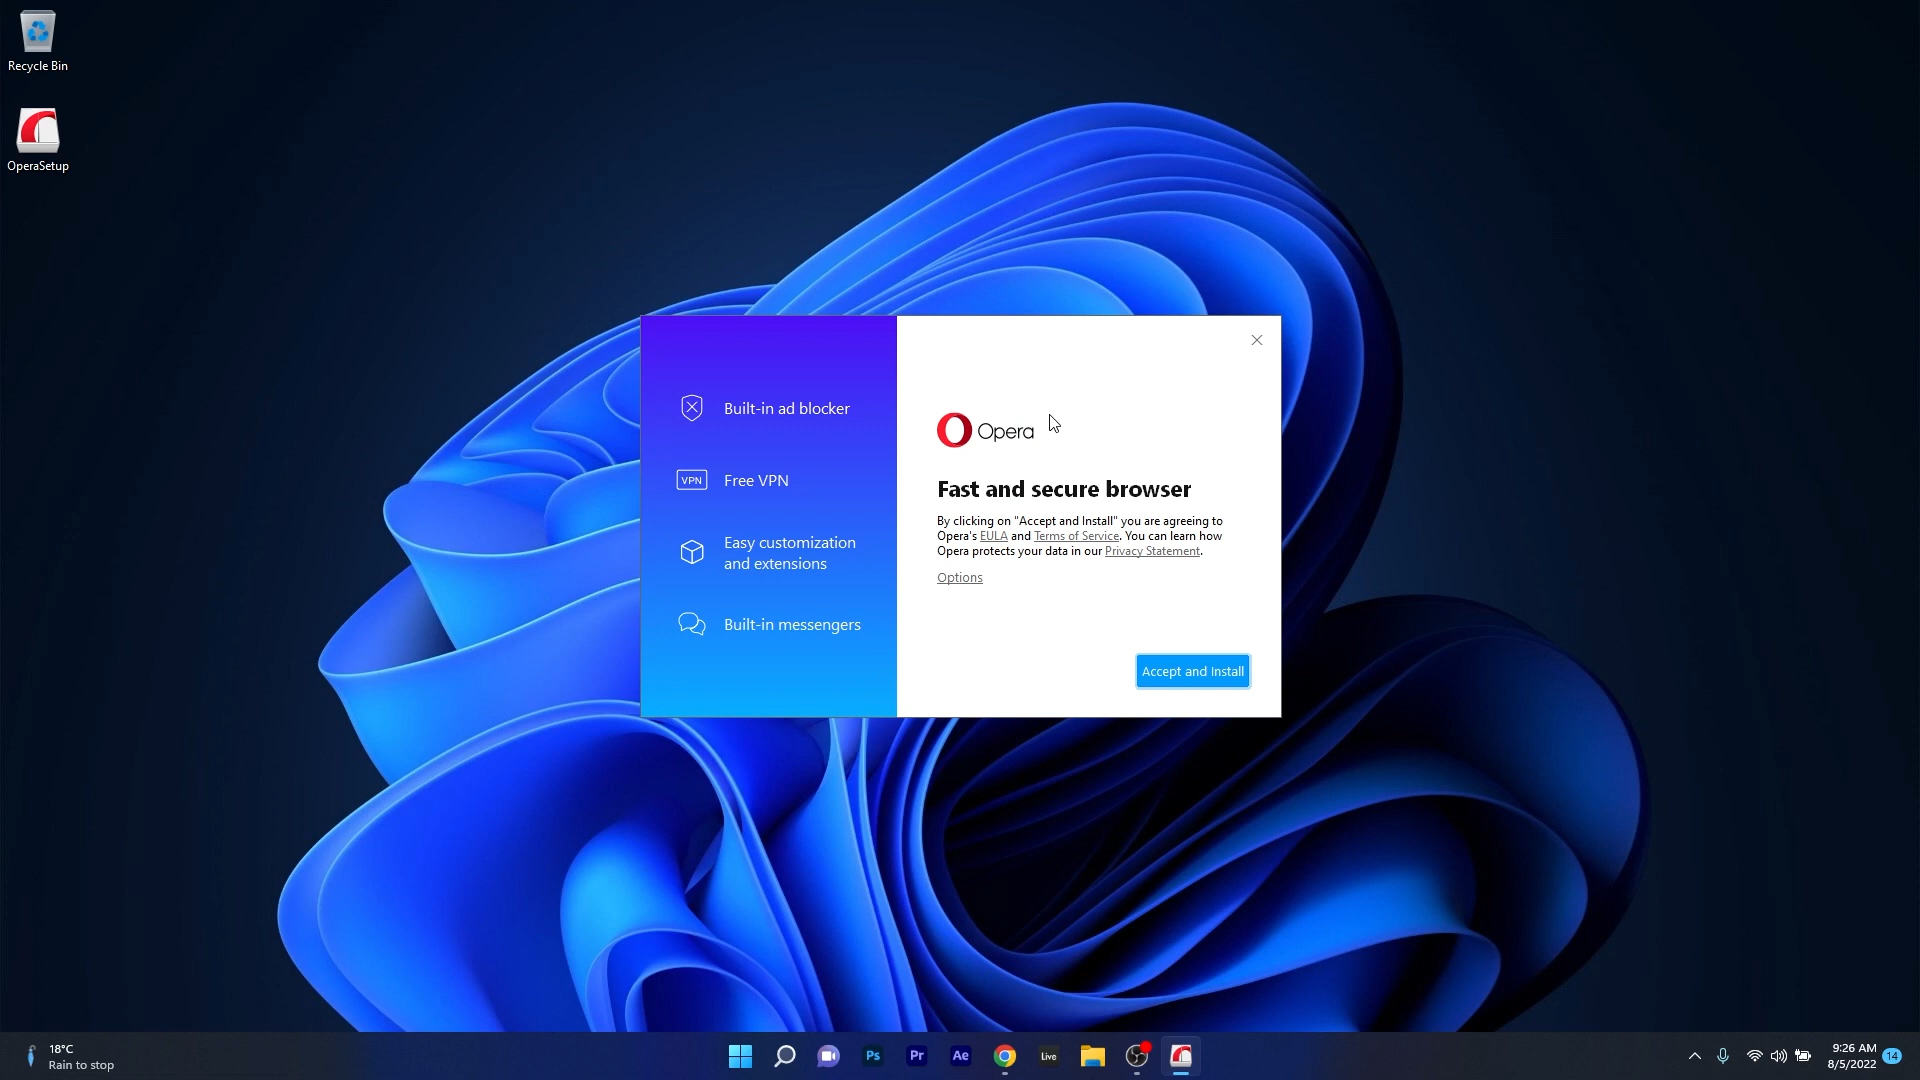 Recycle Bin
OperaSetup
Built-in ad blocker
VPN
Free VPN
Easy customization
and extensions
Built-in messengers
Opera
Fast and secure browser
By clicking on "Accept and Install" you are agreeing to
Opera's EULA and Terms of Service. You can learn how
Opera protects your data in our Privacy Statement.
Options
Accept and Install
18°C
Rain to stop
Ps
Pr
Ae
Live
9:26 AM
8/5/2022
14